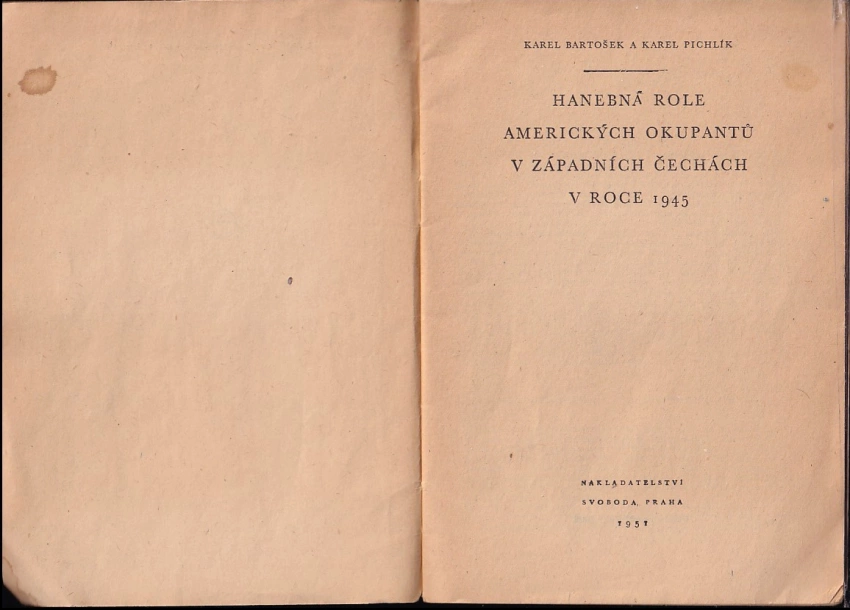 KAREL BARTOŠEK A KAREL PICHLÍK
HANEBNÁ ROLE
AMERICKÝCH OKUPANTŮ
V ZÁPADNÍCH ČECHÁCH
V ROCE 1945
NAKLADATELSTVÍ
SVOBODA, PRAHA
1951